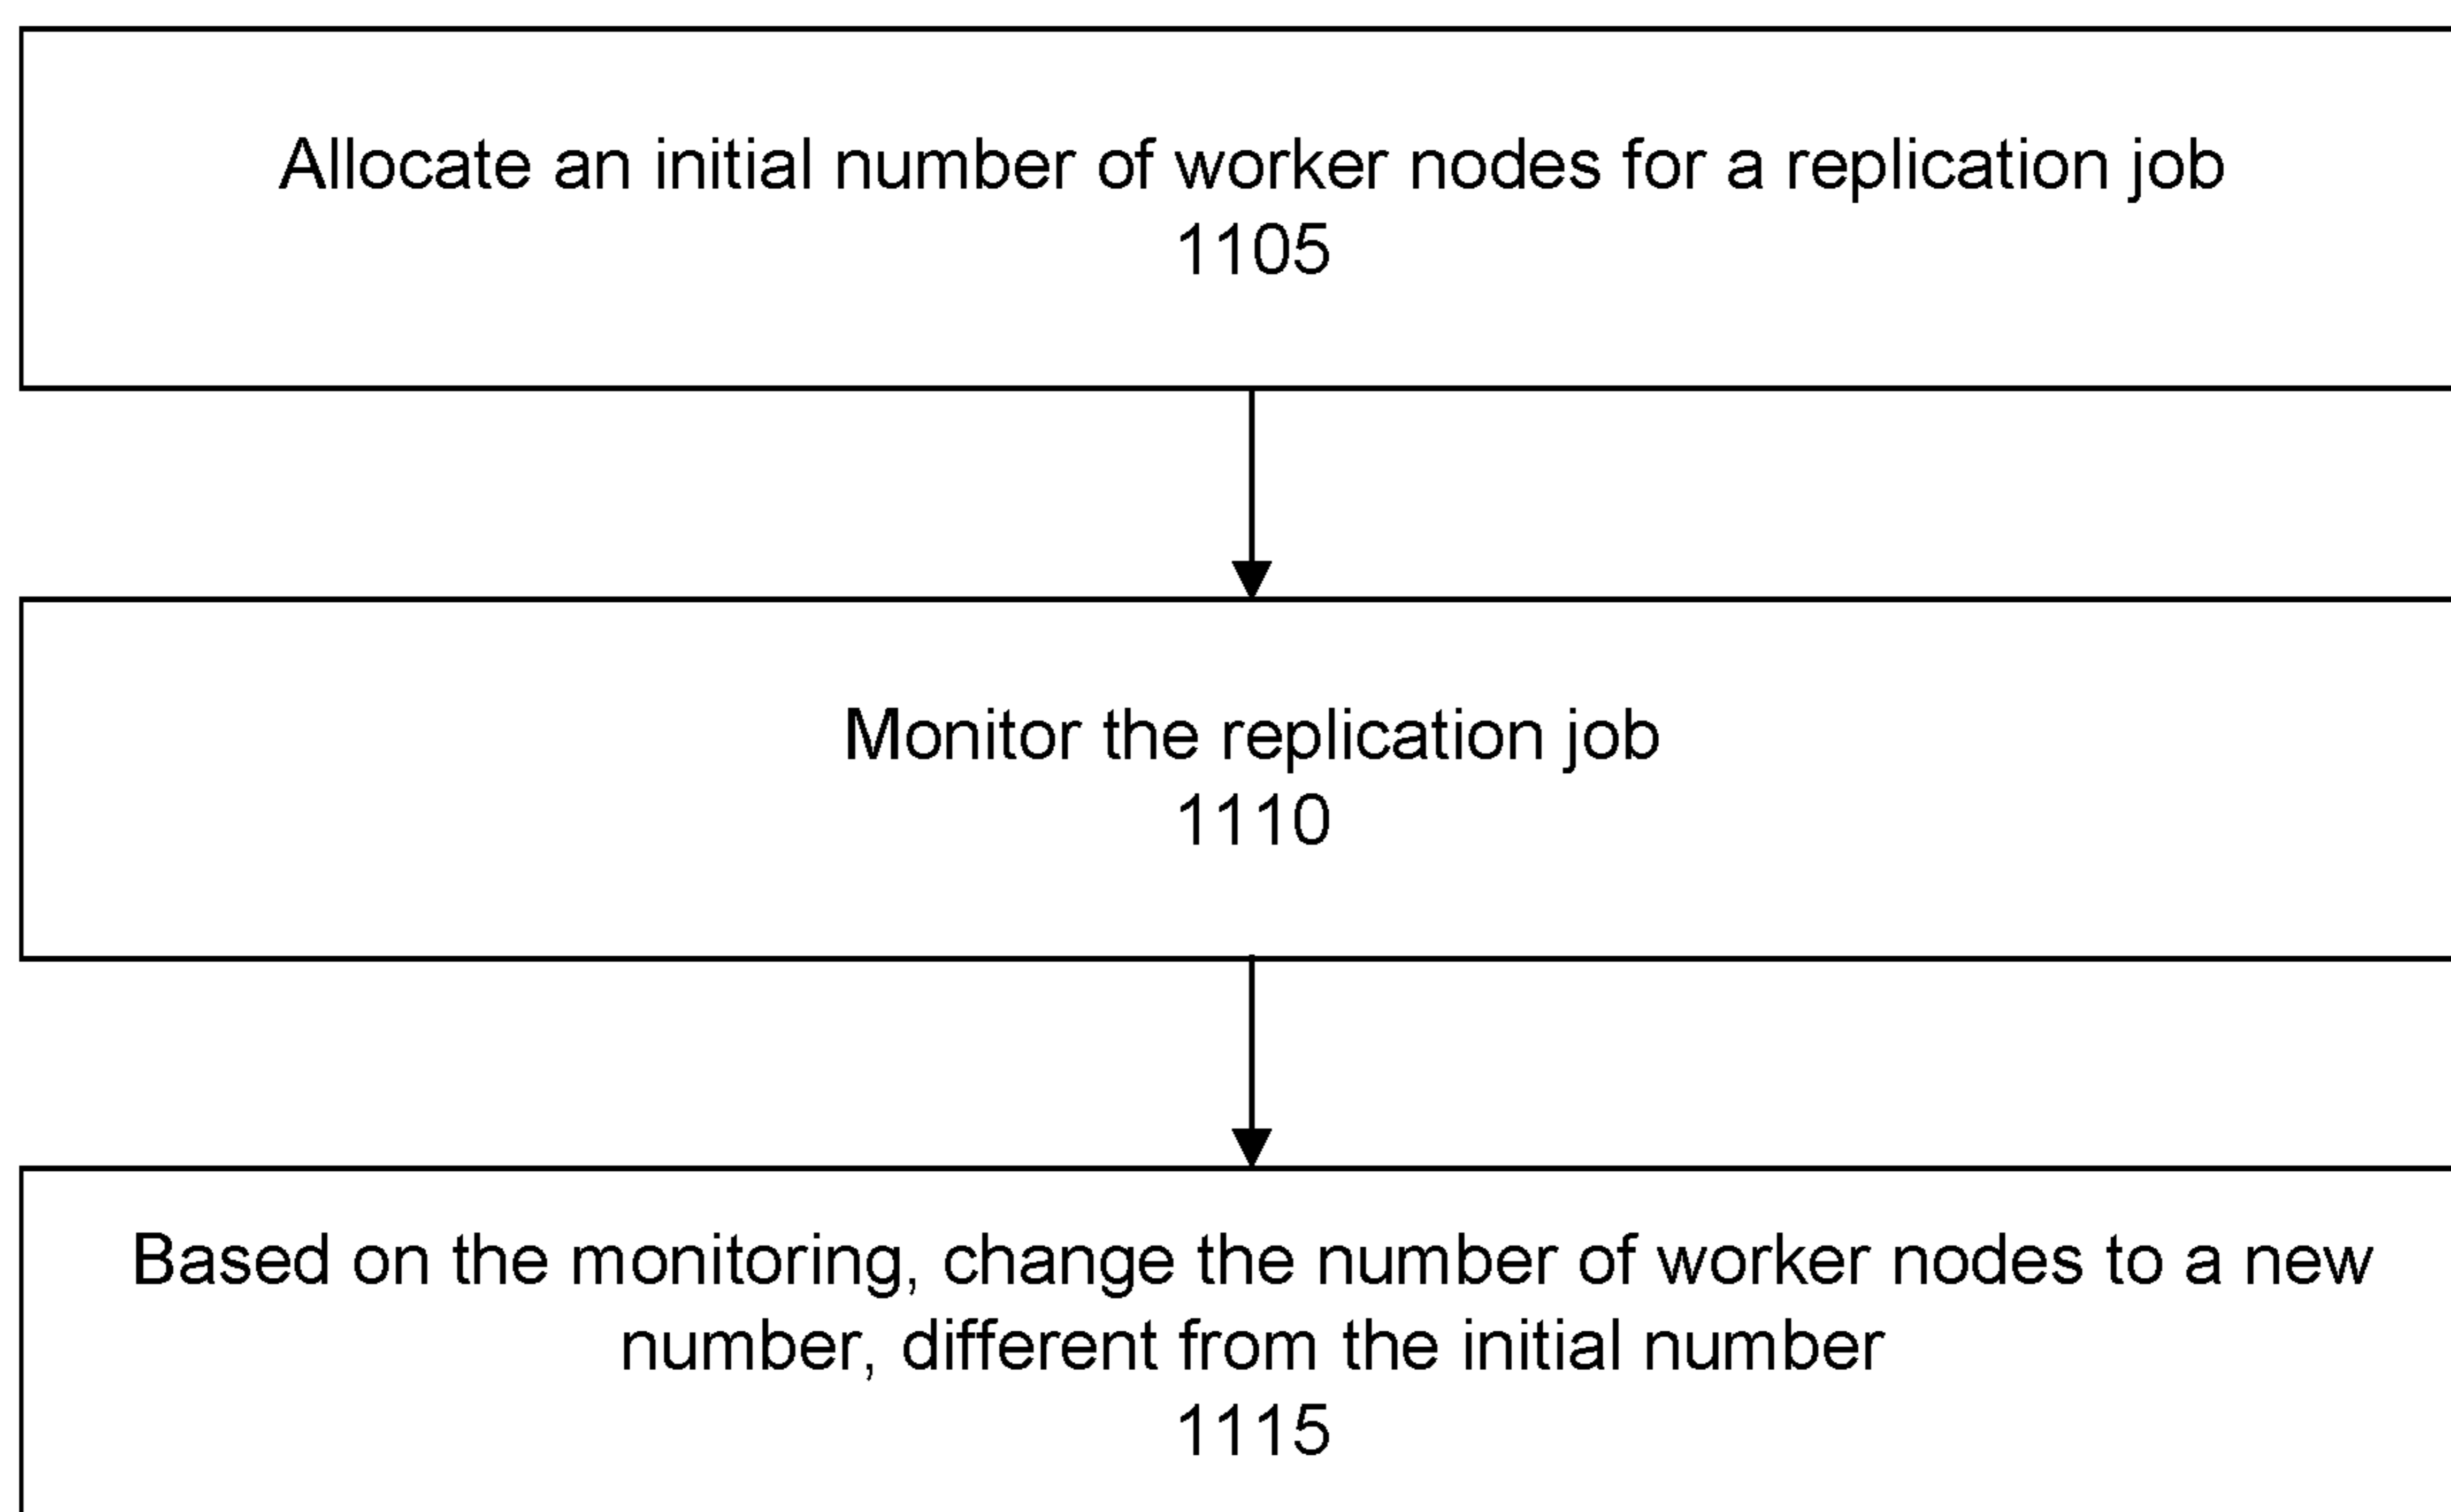 Allocate an initial number of worker nodes for a replication job
1105
Monitor the replication job
1110
Based on the monitoring, change the number of worker nodes to a new
number, different from the initial number
1115